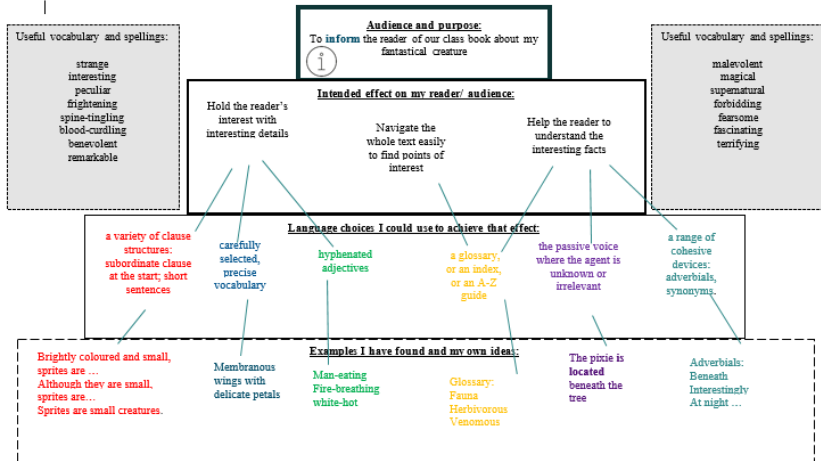 Audience and purpose:
To inform the reader of our class book about my
fantastical creature
Useful vocabulary and spellings:
strange
interesting
peculiar
frightening
spine-tingling
blood-curdling
benevolent
remarkable
Useful vocabulary and spellings:
malevolent
magical
supernatural
forbidding
fearsome
fascinating
terrifying
Intended effect on my reader/ audience:
Hold the reader's
interest with
interesting details
Navigate the
whole text easily
to find points of
interest
Help the reader to
understand the
interesting facts
Language choices I could use to achieve that effect:
a variety of clause
structures:
subordinate clause
at the start; short
sentences
carefully
selected,
precise
vocabulary
hyphenated
adjectives
a glossary,
or an index,
or an A-Z
guide
the passive voice
where the agent is
unknown or
irrelevant
a range of
cohesive
devices:
adverbials,
synonyms.
Examples I have found and my own ideas:
Brightly coloured and small,
sprites are ...
Although they are small,
sprites are...
Sprites are small creatures.
Membranous
wings with
delicate petals
Man-eating
Fire-breathing
white-hot
Glossary:
Fauna
Herbivorous
Venomous
The pixie is
located
beneath the
tree
Adverbials:
Beneath
Interestingly
At night ...